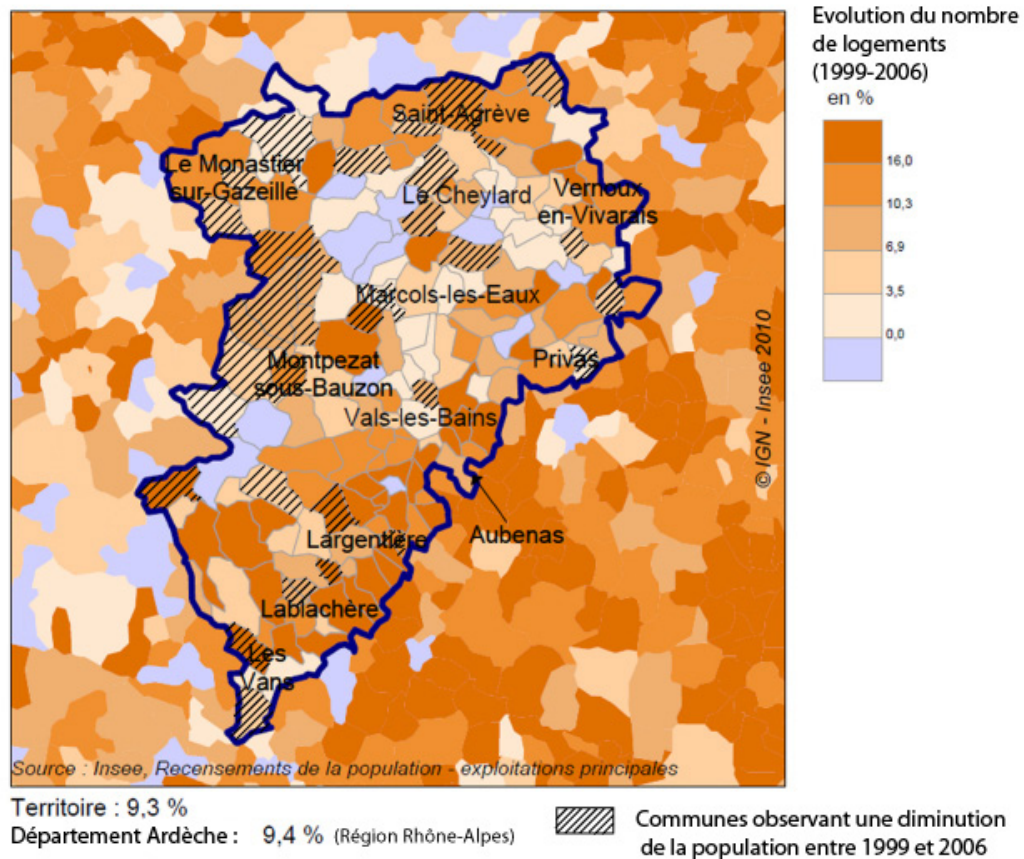 Evolution du nombre
de logements
(1999-2006)
en %
16,0
10,3
6,9
3,5
0,0
Saint-Agrève
Le Monastier
sur-Gazeille
Le Cheylard
Vernoux
en-Vivarais
Marcols-les-Eaux
Montpezat
sous-Bauzon
Privas
Vals-les-Bains
Aubenas
Largentière
Lablachère
Les
Vans
© IGN - Insee 2010
Source : Insee, Recensements de la population - exploitations principales
Territoire : 9,3 %
Département Ardèche : 9,4 % (Région Rhône-Alpes)
Communes observant une diminution
de la population entre 1999 et 2006